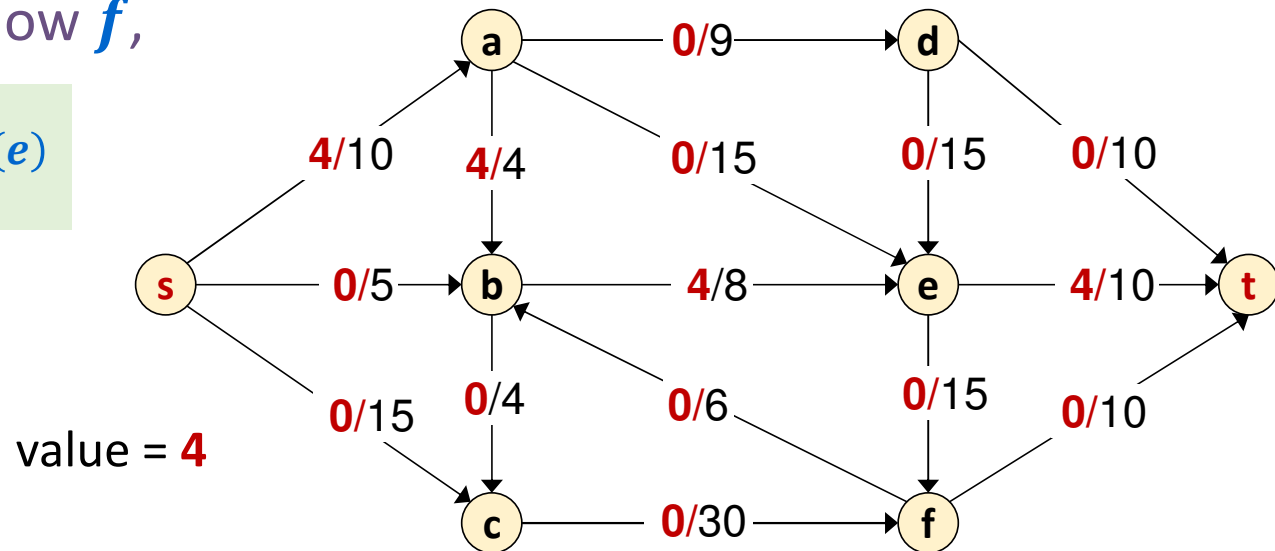 ow f,
a 0/9 d
(e)
4/10 4/4 0/15 0/15 0/10
s 0/5 b 4/8 e 4/10 t
0/15 0/4 0/6 0/15 0/10
value = 4
c 0/30 f